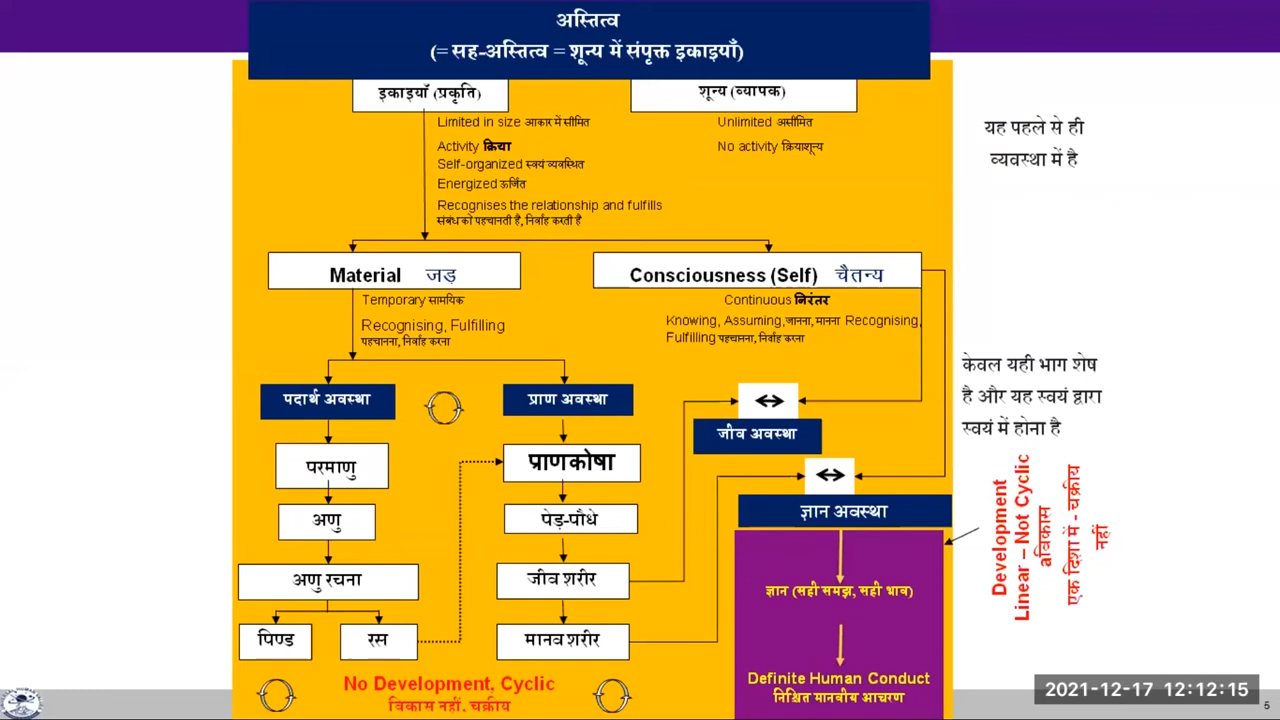 अस्तित्व
(= सह-अस्तित्व = शून्य में संपृक्त इकाइयाँ)
इकाइयाँ (प्रकृति)
शून्य (व्यापक)
Limited in size आकार में सीमित
Activity क्रिया
Self-organized स्वयं व्यवस्थित
Energized ऊर्जित
Recognises the relationship and fulfills
संबंध को पहचानती है, निर्वाह करती है
Unlimited असीमित
No activity क्रियाशून्य
यह पहले से ही
व्यवस्था में है
Material जड़
Temporary सामयिक
Recognising, Fulfilling
पहचानना, निर्वाह करना
Consciousness (Self) चैतन्य
Continuous निरंतर
Knowing, Assuming,जानना, मानना Recognising,
Fulfilling पहचानना, निर्वाह करना
केवल यही भाग शेष
है और यह स्वयं द्वारा
स्वयं में होना है
पदार्थ अवस्था
प्राण अवस्था
जीव अवस्था
परमाणु
प्राणकोषा
ज्ञान अवस्था
अणु
पेड़-पौधे
अणु रचना
जीव शरीर
पिण्ड
रस
मानव शरीर
ज्ञान (सही समझ, सही भाव)
Definite Human Conduct
निश्चित मानवीय आचरण
Development
Linear – Not Cyclic
एक दिशा में - चक्रीय
नहीं
No Development, Cyclic
विकास नहीं, चक्रीय
2021-12-17 12:12:15
5